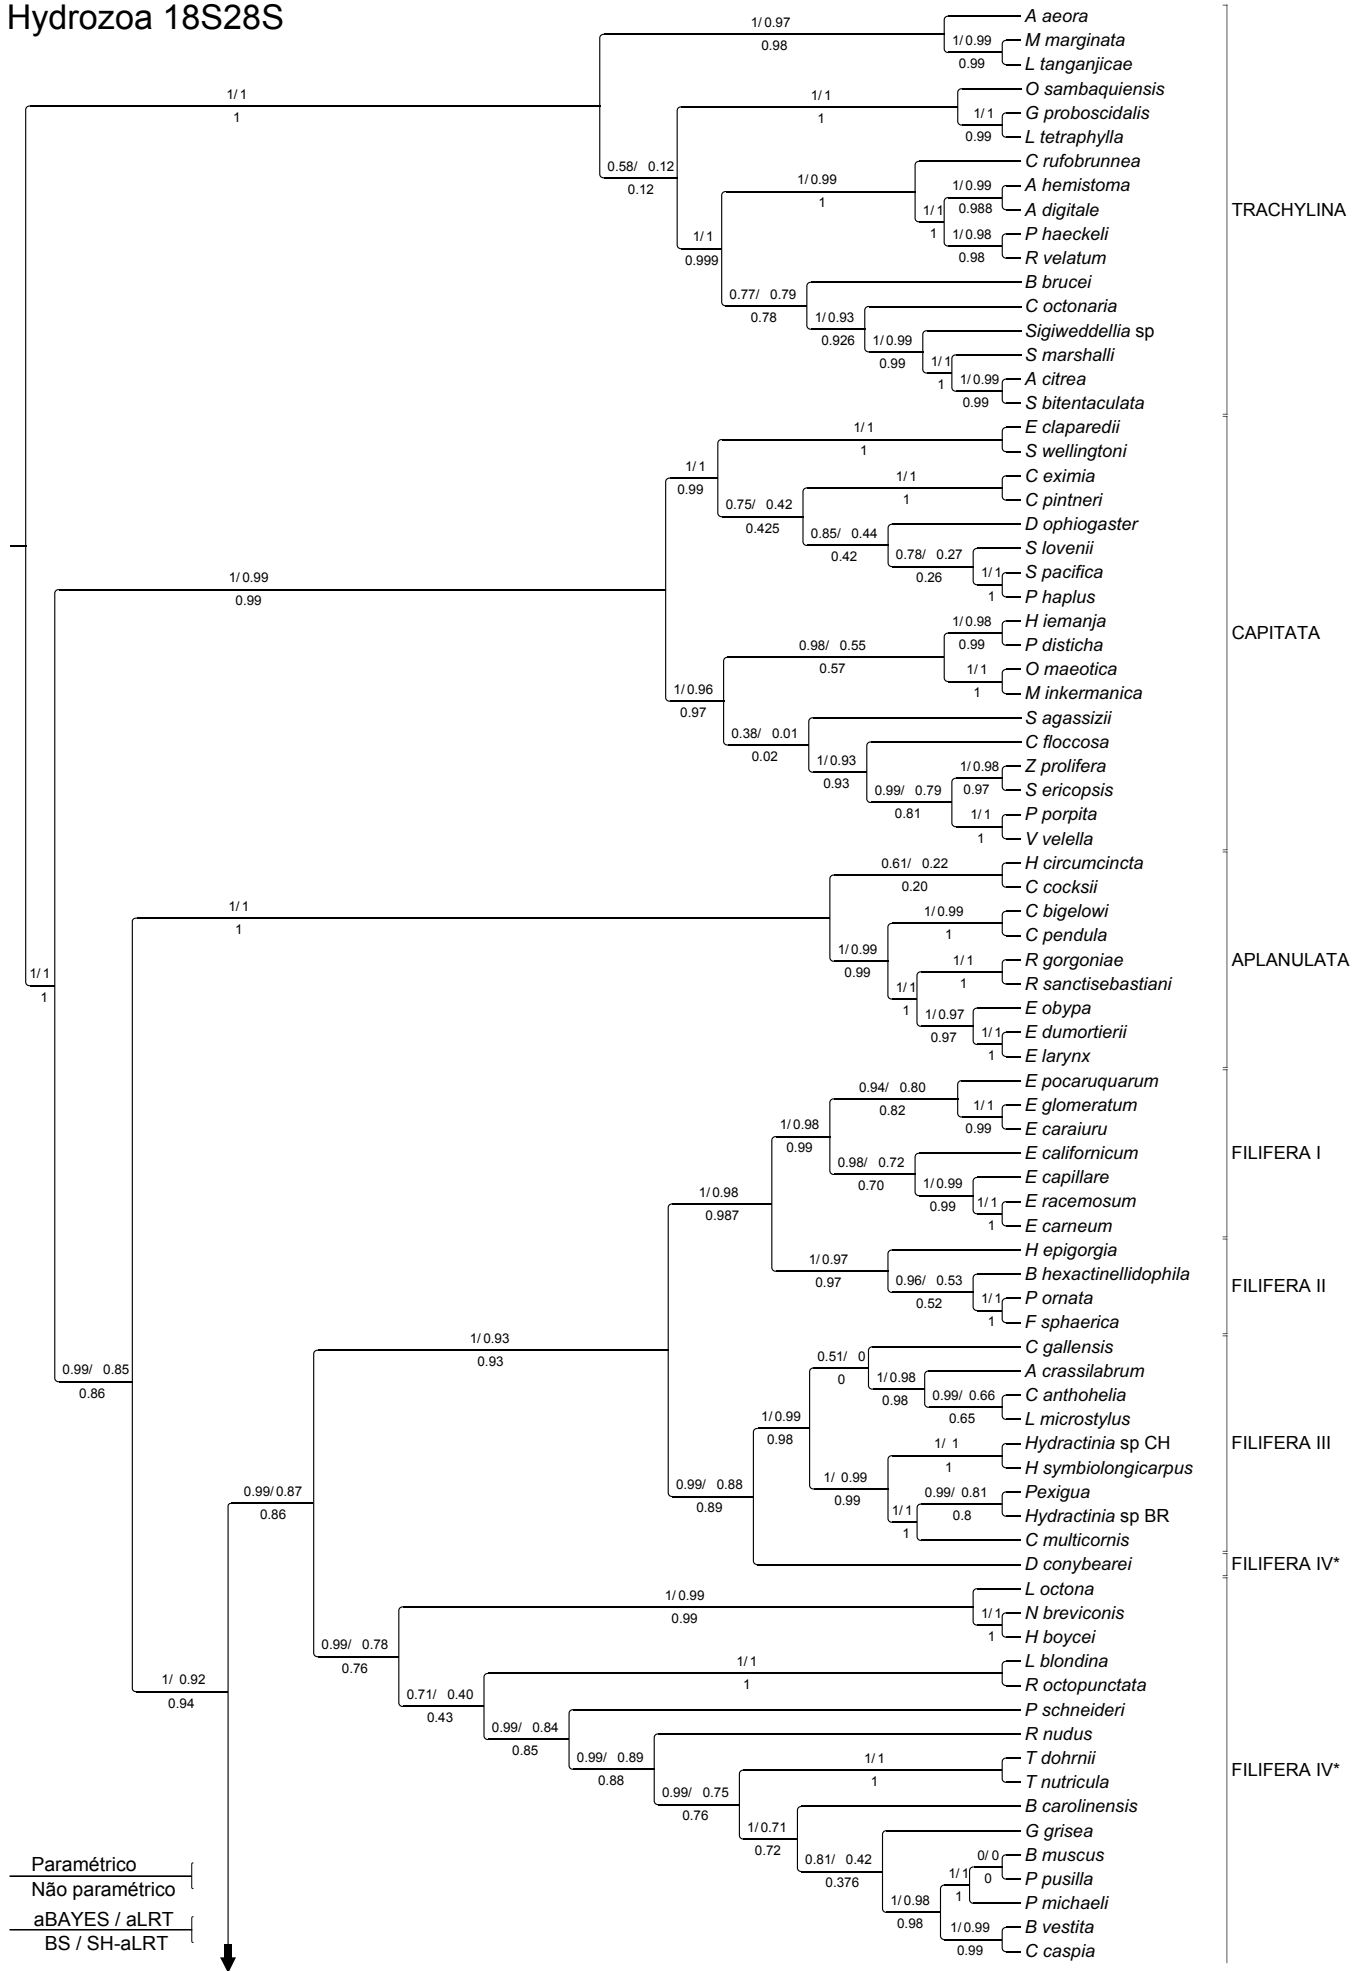 Hydrozoa 18S28S
A aeora
1/ 0.97
0.98
M marginata
1/ 0.99
0.99
L tanganjicae
O sambaquiensis
1/ 1
1
1/ 1
G proboscidalis
1/ 1
0.99
L tetraphylla
0.58/ 0.12
0.12
C rufobrunnea
1/ 0.99
1
A hemistoma
1/ 0.99
0.988
A digitale
1/ 1
1
P haeckeli
1/ 0.98
0.98
R velatum
TRACHYLINA
1/ 1
0.999
B brucei
0.77/ 0.79
0.78
C octonaria
1/ 0.93
0.926
Sigiweddellia sp
1/ 0.99
0.99
S marshalli
1/ 1
1
A citrea
1/ 0.99
0.99
S bitentaculata
E claparedii
1/ 1
1
S wellingtoni
1/ 1
0.99
C eximia
1/ 1
1
C pintneri
0.75/ 0.42
0.425
D ophiogaster
0.85/ 0.44
0.42
S lovenii
0.78/ 0.27
0.26
S pacifica
1/ 1
1
P haplus
1/ 0.99
0.99
H iemanja
1/ 0.98
0.99
P disticha
CAPITATA
0.98/ 0.55
0.57
O maeotica
1/ 1
1
M inkermanica
1/ 0.96
0.97
S agassizii
0.38/ 0.01
0.02
C floccosa
1/ 0.93
0.93
Z prolifera
1/ 0.98
0.97
S ericopsis
0.99/ 0.79
0.81
P porpita
1/ 1
1
V velella
H circumcincta
0.61/ 0.22
0.20
C cocksii
1/ 1
1
C bigelowi
1/ 0.99
1
C pendula
1/ 0.99
0.99
R gorgoniae
1/ 1
1
R sanctisebastiani
APLANULATA
1/ 1
1
1/ 1
1
E obypa
1/ 0.97
0.97
E dumortierii
1/ 1
1
E larynx
E pocaruquarum
0.94/ 0.80
0.82
E glomeratum
1/ 1
0.99
E caraiuru
1/ 0.98
0.99
E californicum
FILIFERA I
0.98/ 0.72
0.70
E capillare
1/ 0.99
0.99
E racemosum
1/ 1
1
E carneum
1/ 0.98
0.987
H epigorgia
1/ 0.97
0.97
B hexactinellidophila
FILIFERA II
0.96/ 0.53
0.52
P ornata
1/ 1
1
F sphaerica
1/ 0.93
0.93
C gallensis
0.51/ 0
0
A crassilabrum
1/ 0.98
0.98
0.99/ 0.85
0.86
C anthohelia
0.99/ 0.66
0.65
L microstylus
1/ 0.99
0.98
Hydractinia sp CH
FILIFERA III
1/ 1
1
H symbiolongicarpus
1/ 0.99
0.99
Pexigua
0.99/ 0.81
0.8
Hydractinia sp BR
1/ 1
1
C multicornis
0.99/ 0.88
0.89
0.99/ 0.87
0.86
D conybearei
FILIFERA IV*
L octona
1/ 0.99
0.99
N breviconis
1/ 1
1
H boycei
0.99/ 0.78
0.76
L blondina
1/ 1
1
R octopunctata
1/ 0.92
0.94
0.71/ 0.40
0.43
P schneideri
0.99/ 0.84
0.85
R nudus
0.99/ 0.89
0.88
T dohrnii
1/ 1
1
T nutricula
FILIFERA IV*
0.99/ 0.75
0.76
B carolinensis
1/ 0.71
0.72
G grisea
0.81/ 0.42
0.376
B muscus
0/ 0
0
P pusilla
1/ 1
1
P michaeli
1/ 0.98
0.98
B vestita
1/ 0.99
0.99
C caspia
Paramétrico
Não paramétrico
aBAYES / aLRT
BS / SH-aLRT